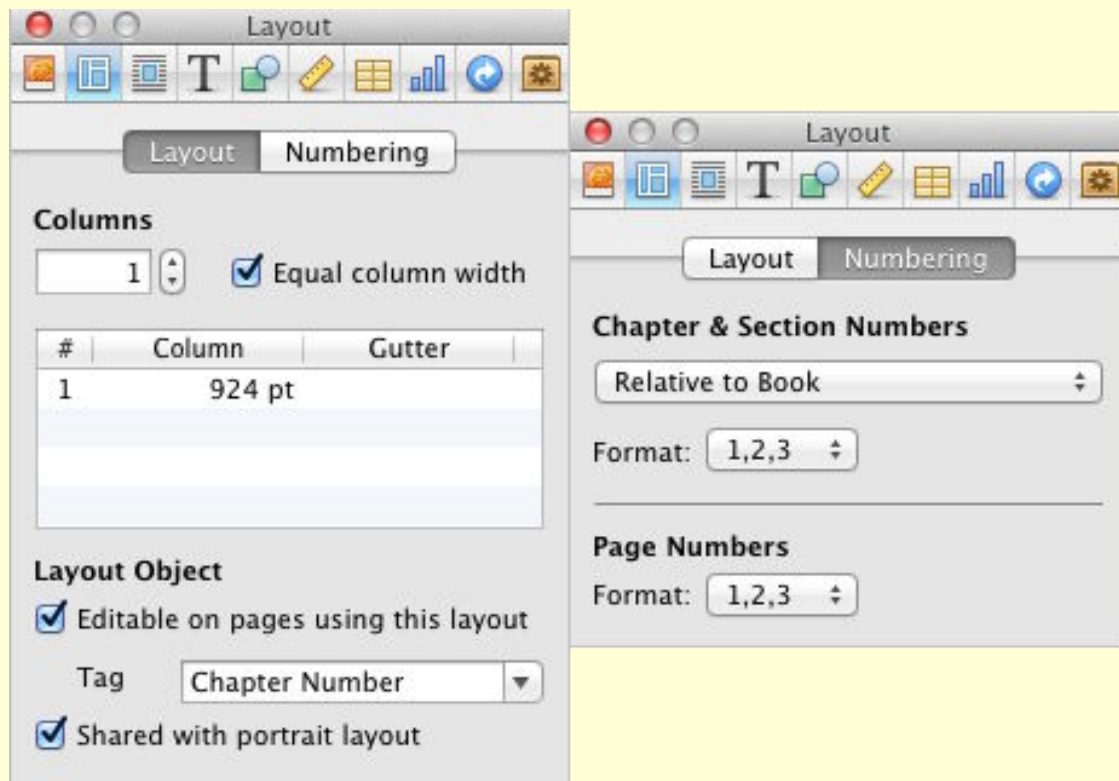 Layout
T
Layout Numbering
Columns
1 Equal column width
# Column Gutter
1 924 pt
Layout Object
Editable on pages using this layout
Tag Chapter Number
Shared with portrait layout
Layout
T
Layout Numbering
Chapter & Section Numbers
Relative to Book
Format: 1,2,3
Page Numbers
Format: 1,2,3